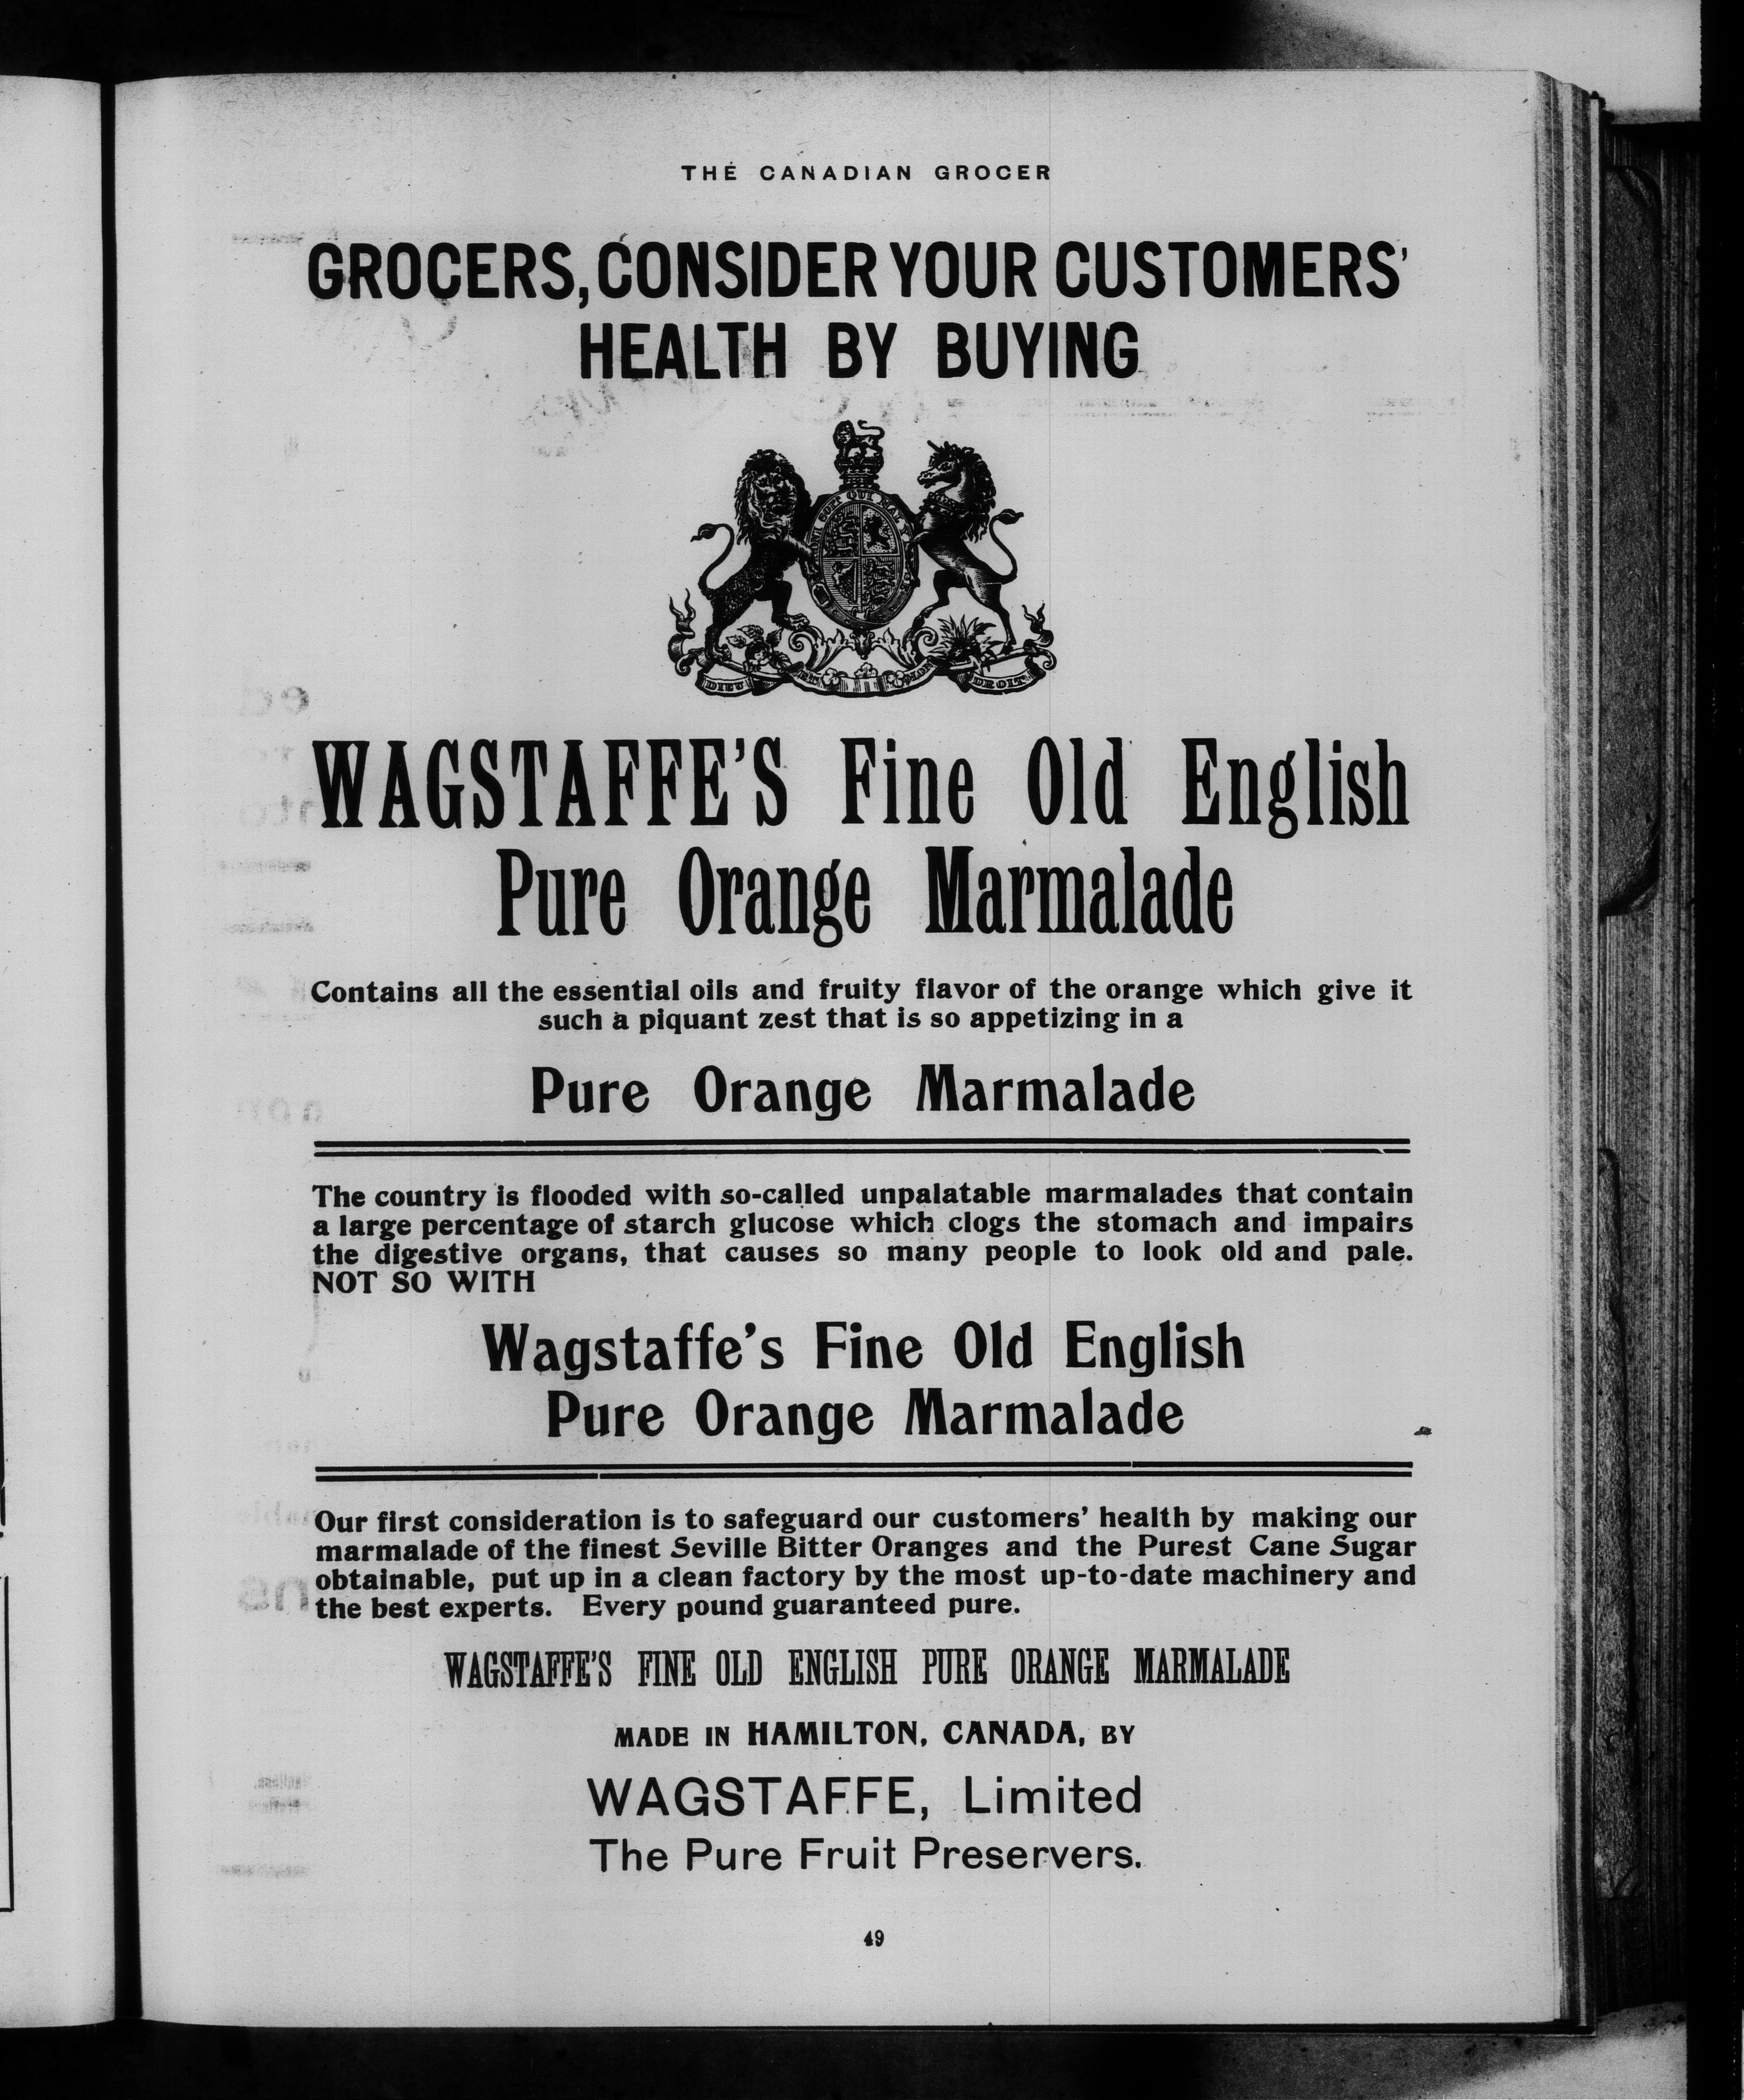 THE CANADIAN GROCER
GROCERS, CONSIDER YOUR CUSTOMERS'
HEALTH BY BUYING
DIEU ET MON DROIT
WAGSTAFFE'S Fine Old English
Pure Orange Marmalade
Contains all the essential oils and fruity flavor of the orange which give it
such a piquant zest that is so appetizing in a
Pure Orange Marmalade
The country is flooded with so-called unpalatable marmalades that contain
a large percentage of starch glucose which clogs the stomach and impairs
the digestive organs, that causes so many people to look old and pale.
NOT SO WITH
Wagstaffe's Fine Old English
Pure Orange Marmalade
Our first consideration is to safeguard our customers' health by making our
marmalade of the finest Seville Bitter Oranges and the Purest Cane Sugar
obtainable, put up in a clean factory by the most up-to-date machinery and
the best experts. Every pound guaranteed pure.
WAGSTAFFE'S FINE OLD ENGLISH PURE ORANGE MARMALADE
MADE IN HAMILTON, CANADA, BY
WAGSTAFFE, Limited
The Pure Fruit Preservers.
49